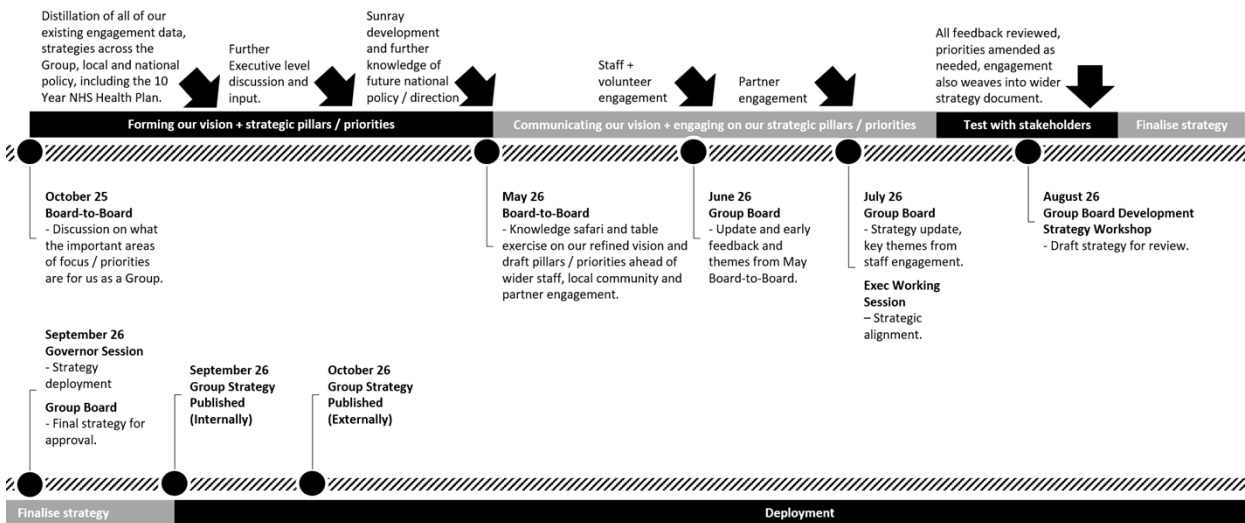 Distillation of all of our
existing engagement data,
strategies across the
Group, local and national
policy, including the 10
Year NHS Health Plan.
Further
Executive level
discussion and
input.
Sunray
development
and further
knowledge of
future national
policy / direction
Staff +
volunteer
engagement
Partner
engagement
All feedback reviewed,
priorities amended as
needed, engagement
also weaves into wider
strategy document.
Forming our vision + strategic pillars / priorities
Communicating our vision + engaging on our strategic pillars / priorities
Test with stakeholders
Finalise strategy
October 25
Board-to-Board
- Discussion on what
the important areas
of focus / priorities
are for us as a Group.
May 26
Board-to-Board
- Knowledge safari and table
exercise on our refined vision and
draft pillars / priorities ahead of
wider staff, local community and
partner engagement.
June 26
Group Board
- Update and early
feedback and
themes from May
Board-to-Board.
July 26
Group Board
- Strategy update,
key themes from
staff engagement.
Exec Working
Session
– Strategic
alignment.
August 26
Group Board Development
Strategy Workshop
- Draft strategy for review.
September 26
Governor Session
- Strategy
deployment
Group Board
- Final strategy for
approval.
September 26
Group Strategy
Published
(Internally)
October 26
Group Strategy
Published
(Externally)
Finalise strategy
Deployment